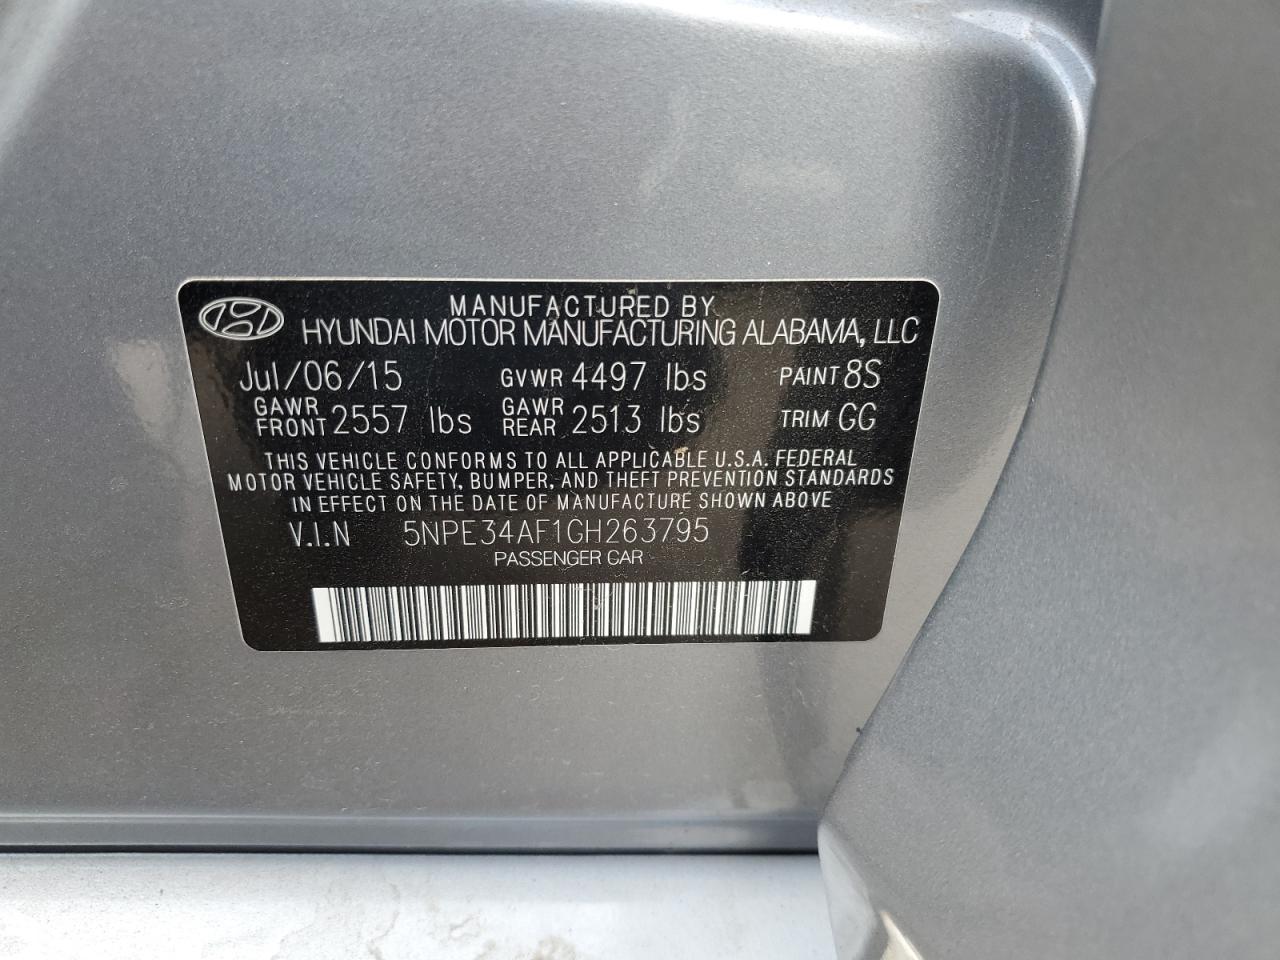 MANUFACTURED BY
HYUNDAI MOTOR MANUFACTURING ALABAMA, LLC
Jul/06/15 GVWR 4497 lbs PAINT 8S
GAWR FRONT 2557 lbs GAWR REAR 2513 lbs TRIM GG
THIS VEHICLE CONFORMS TO ALL APPLICABLE U.S.A. FEDERAL
MOTOR VEHICLE SAFETY, BUMPER, AND THEFT PREVENTION STANDARDS
IN EFFECT ON THE DATE OF MANUFACTURE SHOWN ABOVE
V.I.N 5NPE34AF1GH263795
PASSENGER CAR